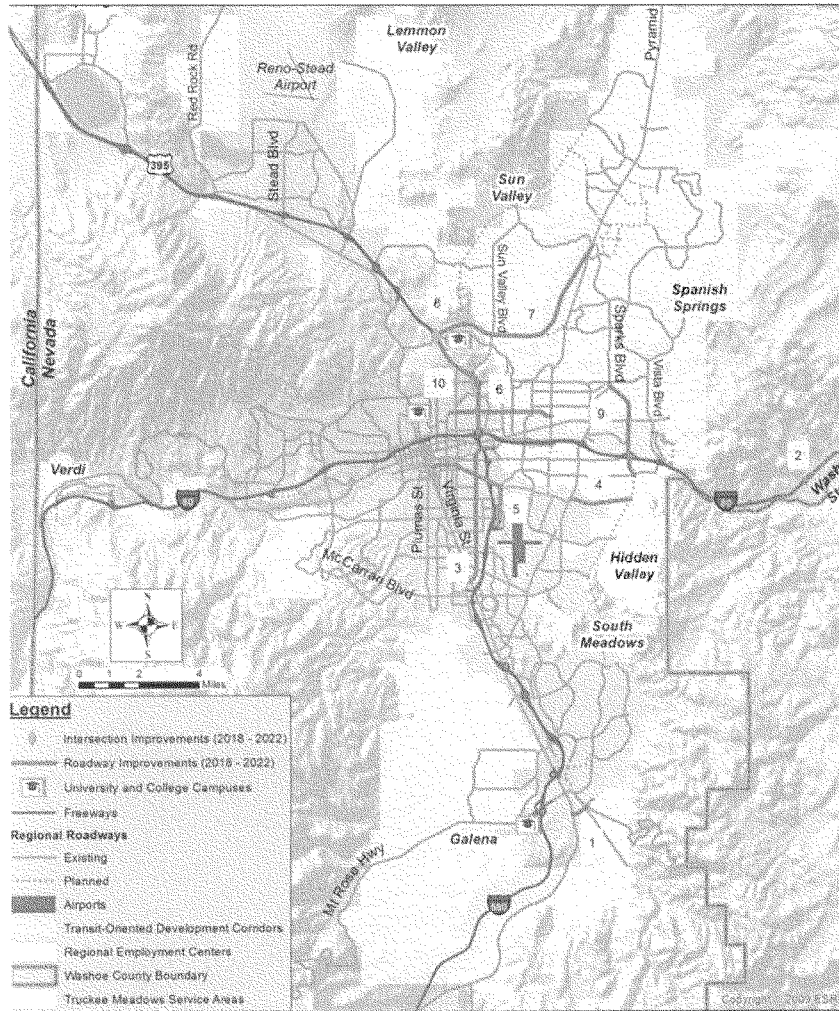 Lemmon
Valley
Reno-Stead
Airport
Red Rock Rd
Pyramid
395
Stead Blvd
Sun
Valley
Sun Valley Blvd
Spanish
Springs
Sparks Blvd
Vista Blvd
California
Nevada
6
7
10
6
9
2
Verdi
4
Plumas St
Virginia St
5
3
McCarran Blvd
Hidden
Valley
South
Meadows
N
W E
S
0 1 2 4
Miles
Galena
Mt Rose Hwy
1
Legend
Intersection Improvements (2018 - 2022)
Roadway Improvements (2018 - 2022)
University and College Campuses
Freeways
Regional Roadways
Existing
Planned
Airports
Transit-Oriented Development Corridors
Regional Employment Centers
Washoe County Boundary
Truckee Meadows Service Areas